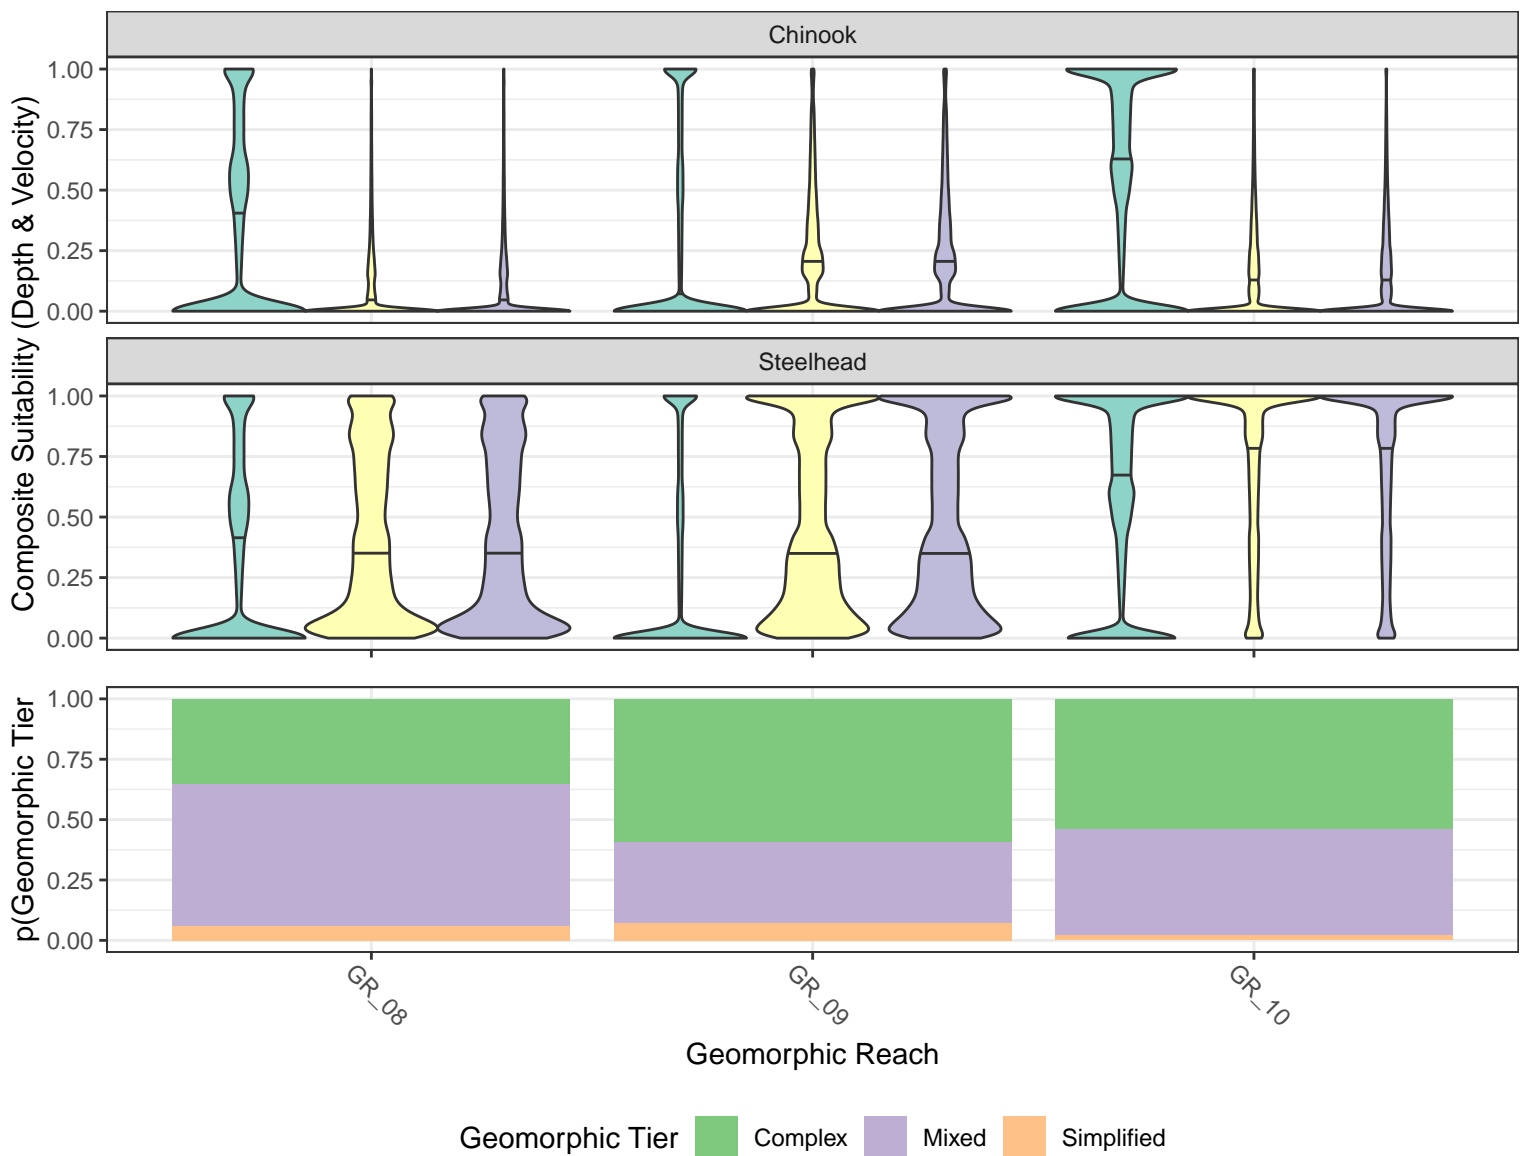 Chinook
1.00
0.75
0.50
0.25
0.00
Composite Suitability (Depth & Velocity)
Steelhead
1.00
0.75
0.50
0.25
0.00
p(Geomorphic Tier
1.00
0.75
0.50
0.25
0.00
GR_08
GR_09
GR_10
Geomorphic Reach
Geomorphic Tier Complex Mixed Simplified